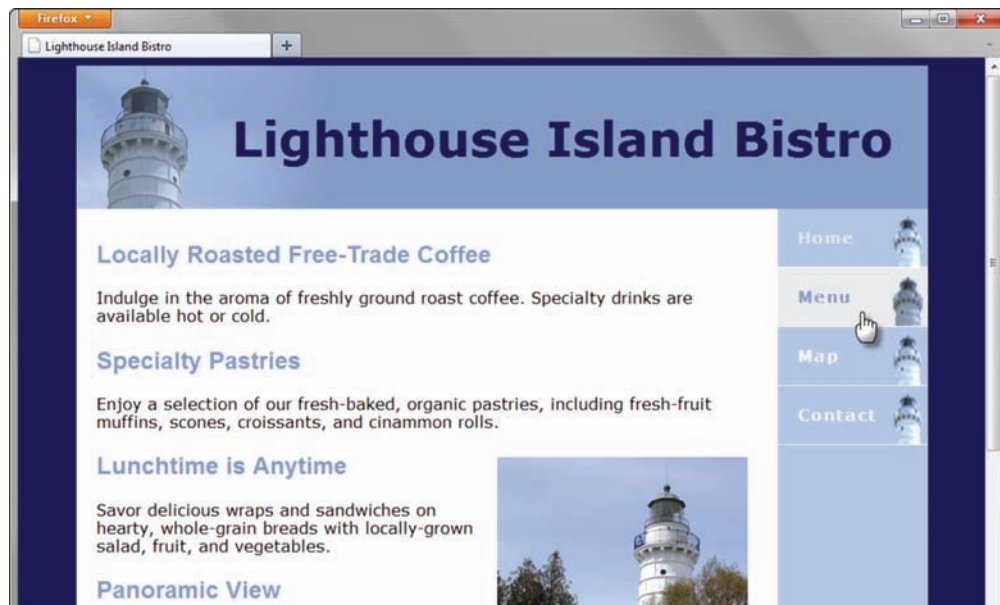 Firefox
Lighthouse Island Bistro
Lighthouse Island Bistro
Locally Roasted Free-Trade Coffee
Indulge in the aroma of freshly ground roast coffee. Specialty drinks are
available hot or cold.
Specialty Pastries
Enjoy a selection of our fresh-baked, organic pastries, including fresh-fruit
muffins, scones, croissants, and cinammon rolls.
Lunchtime is Anytime
Savor delicious wraps and sandwiches on
hearty, whole-grain breads with locally-grown
salad, fruit, and vegetables.
Panoramic View
Home
Menu
Map
Contact